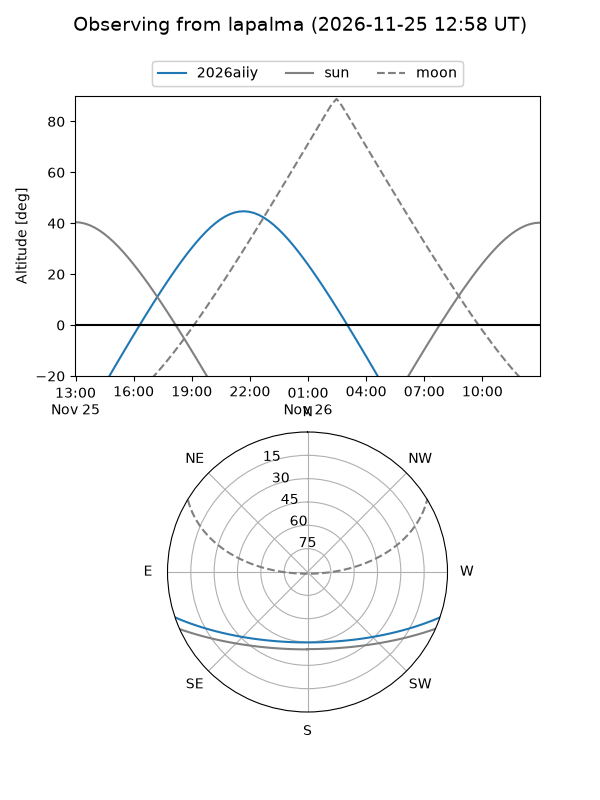 Observing from lapalma (2026-11-25 12:58 UT)
2026aiiy sun moon
Altitude [deg]
80
60
40
20
0
−20
13:00 16:00 19:00 22:00 01:00 04:00 07:00 10:00
Nov 25 Nov 26
N
NE NW
15
30
45
60
75
E W
SE SW
S